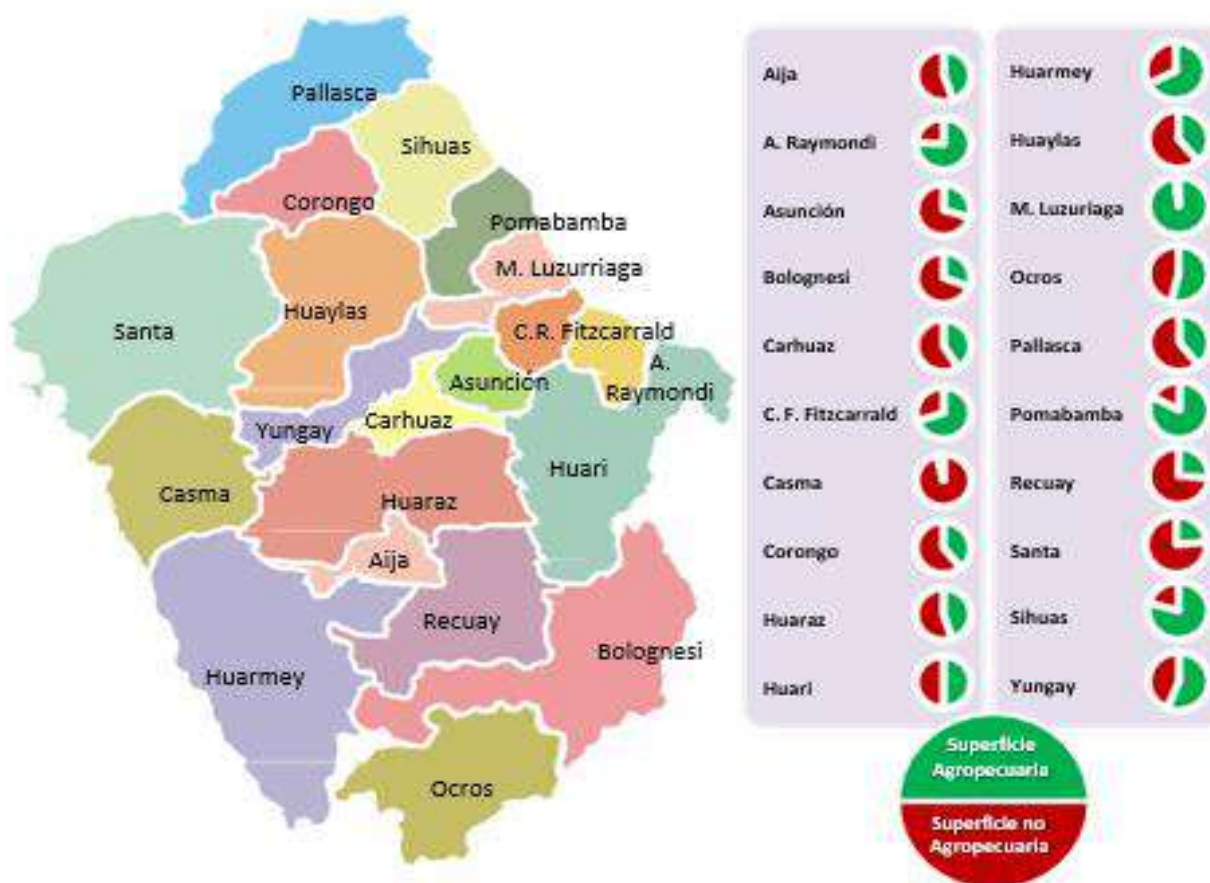 Pallasca
Sihuas
Corongo
Pomabamba
M. Luzurriaga
Santa
Huaylas
C.R. Fitzcarrald
A.
Raymondi
Asunción
Carhuaz
Yungay
Huari
Casma
Huaraz
Aija
Recuay
Bolognesi
Huarmey
Ocros
Aija
A. Raymondi
Asunción
Bolognesi
Carhuaz
C. F. Fitzcarrald
Casma
Corongo
Huaraz
Huari
Huarmey
Huaylas
M. Luzuriaga
Ocros
Pallasca
Pomabamba
Recuay
Santa
Sihuas
Yungay
Superficie
Agropecuaria
Superficie no
Agropecuaria